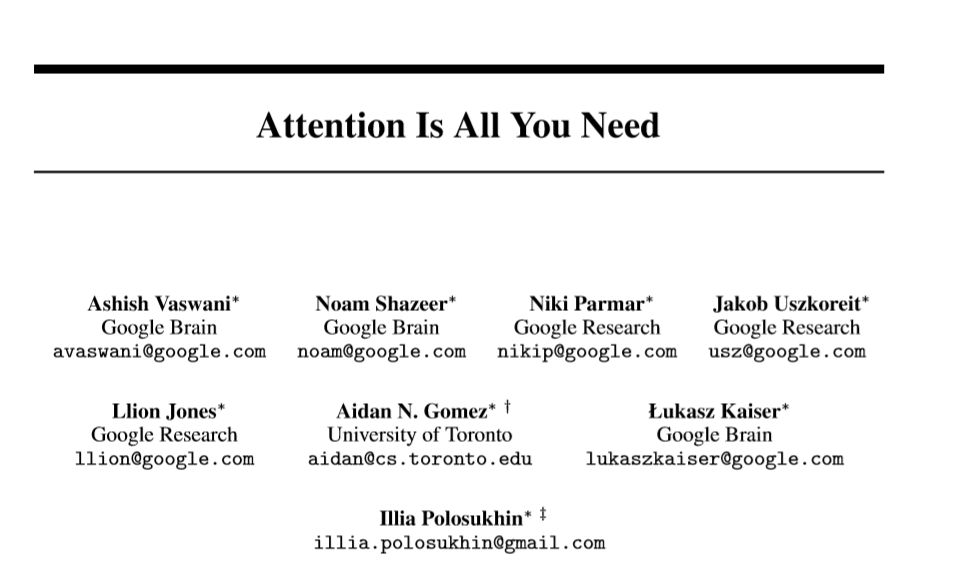 Attention Is All You Need
Ashish Vaswani* Noam Shazeer* Niki Parmar* Jakob Uszkoreit*
Google Brain Google Brain Google Research Google Research
avaswani@google.com noam@google.com nikip@google.com usz@google.com
Llion Jones* Aidan N. Gomez* † Łukasz Kaiser*
Google Research University of Toronto Google Brain
llion@google.com aidan@cs.toronto.edu lukaszkaiser@google.com
Illia Polosukhin* ‡
illia.polosukhin@gmail.com